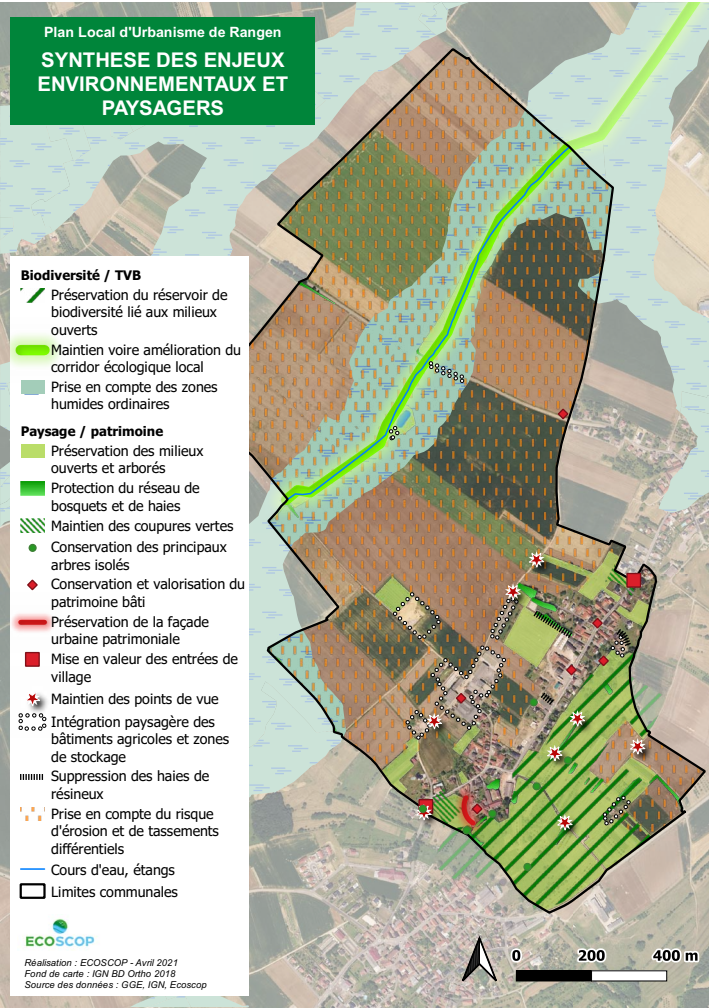 Plan Local d'Urbanisme de Rangen
SYNTHESE DES ENJEUX
ENVIRONNEMENTAUX ET
PAYSAGERS
Biodiversité / TVB
Préservation du réservoir de
biodiversité lié aux milieux
ouverts
Maintien voire amélioration du
corridor écologique local
Prise en compte des zones
humides ordinaires
Paysage / patrimoine
Préservation des milieux
ouverts et arborés
Protection du réseau de
bosquets et de haies
Maintien des coupures vertes
Conservation des principaux
arbres isolés
Conservation et valorisation du
patrimoine bâti
Préservation de la façade
urbaine patrimoniale
Mise en valeur des entrées de
village
Maintien des points de vue
Intégration paysagère des
bâtiments agricoles et zones
de stockage
Suppression des haies de
résineux
Prise en compte du risque
d'érosion et de tassements
différentiels
Cours d'eau, étangs
Limites communales
ECOSCOP
Réalisation : ECOSCOP - Avril 2021
Fond de carte : IGN BD Ortho 2018
Source des données : GGE, IGN, Ecoscop
0 200 400 m